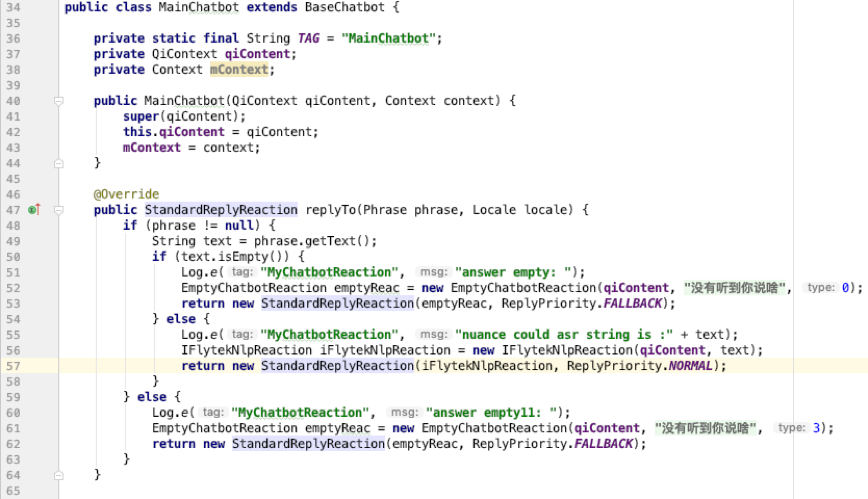 34 public class MainChatbot extends BaseChatbot {
35
36 private static final String TAG = "MainChatbot";
37 private QiContext qiContent;
38 private Context mContext;
39
40 public MainChatbot(QiContext qiContent, Context context) {
41 super(qiContent);
42 this.qiContent = qiContent;
43 mContext = context;
44 }
45
46 @Override
47 public StandardReplyReaction replyTo(Phrase phrase, Locale locale) {
48 if (phrase != null) {
49 String text = phrase.getText();
50 if (text.isEmpty()) {
51 Log.e( tag: "MyChatbotReaction", msg: "answer empty: ");
52 EmptyChatbotReaction emptyReac = new EmptyChatbotReaction(qiContent, "没有听到你说啥", type: 0);
53 return new StandardReplyReaction(emptyReac, ReplyPriority.FALLBACK);
54 } else {
55 Log.e( tag: "MyChatbotReaction", msg: "nuance could asr string is :" + text);
56 IFlytekNlpReaction iFlytekNlpReaction = new IFlytekNlpReaction(qiContent, text);
57 return new StandardReplyReaction(iFlytekNlpReaction, ReplyPriority.NORMAL);
58 }
59 } else {
60 Log.e( tag: "MyChatbotReaction", msg: "answer empty11: ");
61 EmptyChatbotReaction emptyReac = new EmptyChatbotReaction(qiContent, "没有听到你说啥", type: 3);
62 return new StandardReplyReaction(emptyReac, ReplyPriority.FALLBACK);
63 }
64 }
65